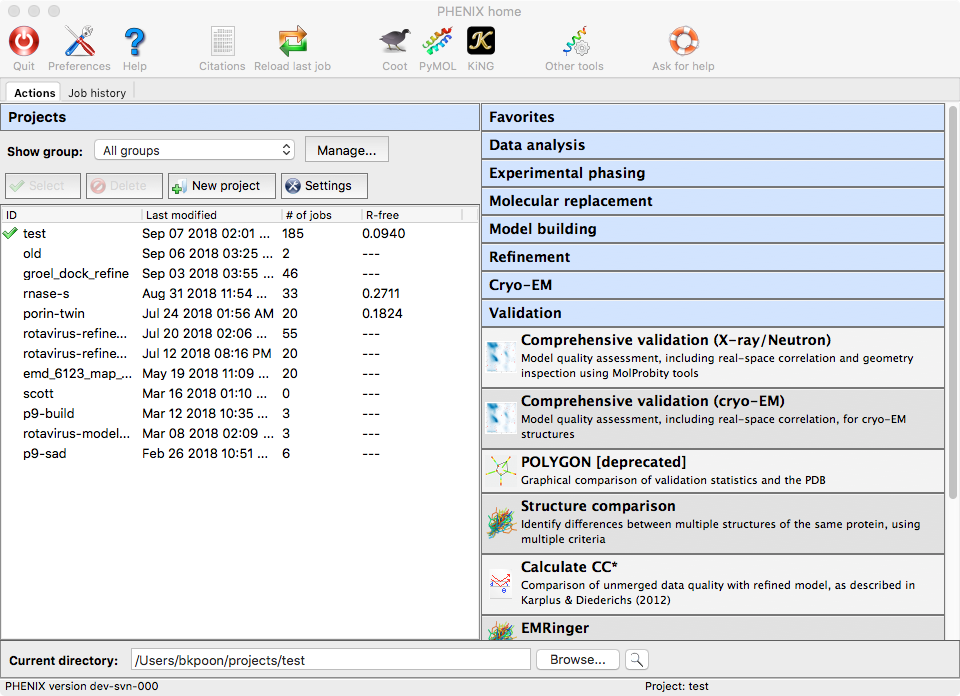 PHENIX home
Quit Preferences Help Citations Reload last job Coot PyMOL KiNG Other tools Ask for help
Actions Job history
Projects
Show group: All groups Manage...
Select Delete New project Settings
ID Last modified # of jobs R-free
test Sep 07 2018 02:01 ... 185 0.0940
old Sep 06 2018 03:25 ... 2 ---
groel_dock_refine Sep 03 2018 03:55 ... 46 ---
rnase-s Aug 31 2018 11:54 ... 33 0.2711
porin-twin Jul 24 2018 01:56 AM 20 0.1824
rotavirus-refine... Jul 20 2018 02:06 ... 55 ---
rotavirus-refine... Jul 12 2018 08:16 PM 20 ---
emd_6123_map_... May 19 2018 11:09 ... 20 ---
scott Mar 16 2018 01:10 ... 0 ---
p9-build Mar 12 2018 10:35 ... 3 ---
rotavirus-model... Mar 08 2018 02:09 ... 3 ---
p9-sad Feb 26 2018 10:51 ... 6 ---
Favorites
Data analysis
Experimental phasing
Molecular replacement
Model building
Refinement
Cryo-EM
Validation
Comprehensive validation (X-ray/Neutron)
Model quality assessment, including real-space correlation and geometry
inspection using MolProbity tools
Comprehensive validation (cryo-EM)
Model quality assessment, including real-space correlation, for cryo-EM
structures
POLYGON [deprecated]
Graphical comparison of validation statistics and the PDB
Structure comparison
Identify differences between multiple structures of the same protein, using
multiple criteria
Calculate CC*
Comparison of unmerged data quality with refined model, as described in
Karplus & Diederichs (2012)
EMRinger
Current directory: /Users/bkpoon/projects/test Browse...
PHENIX version dev-svn-000 Project: test